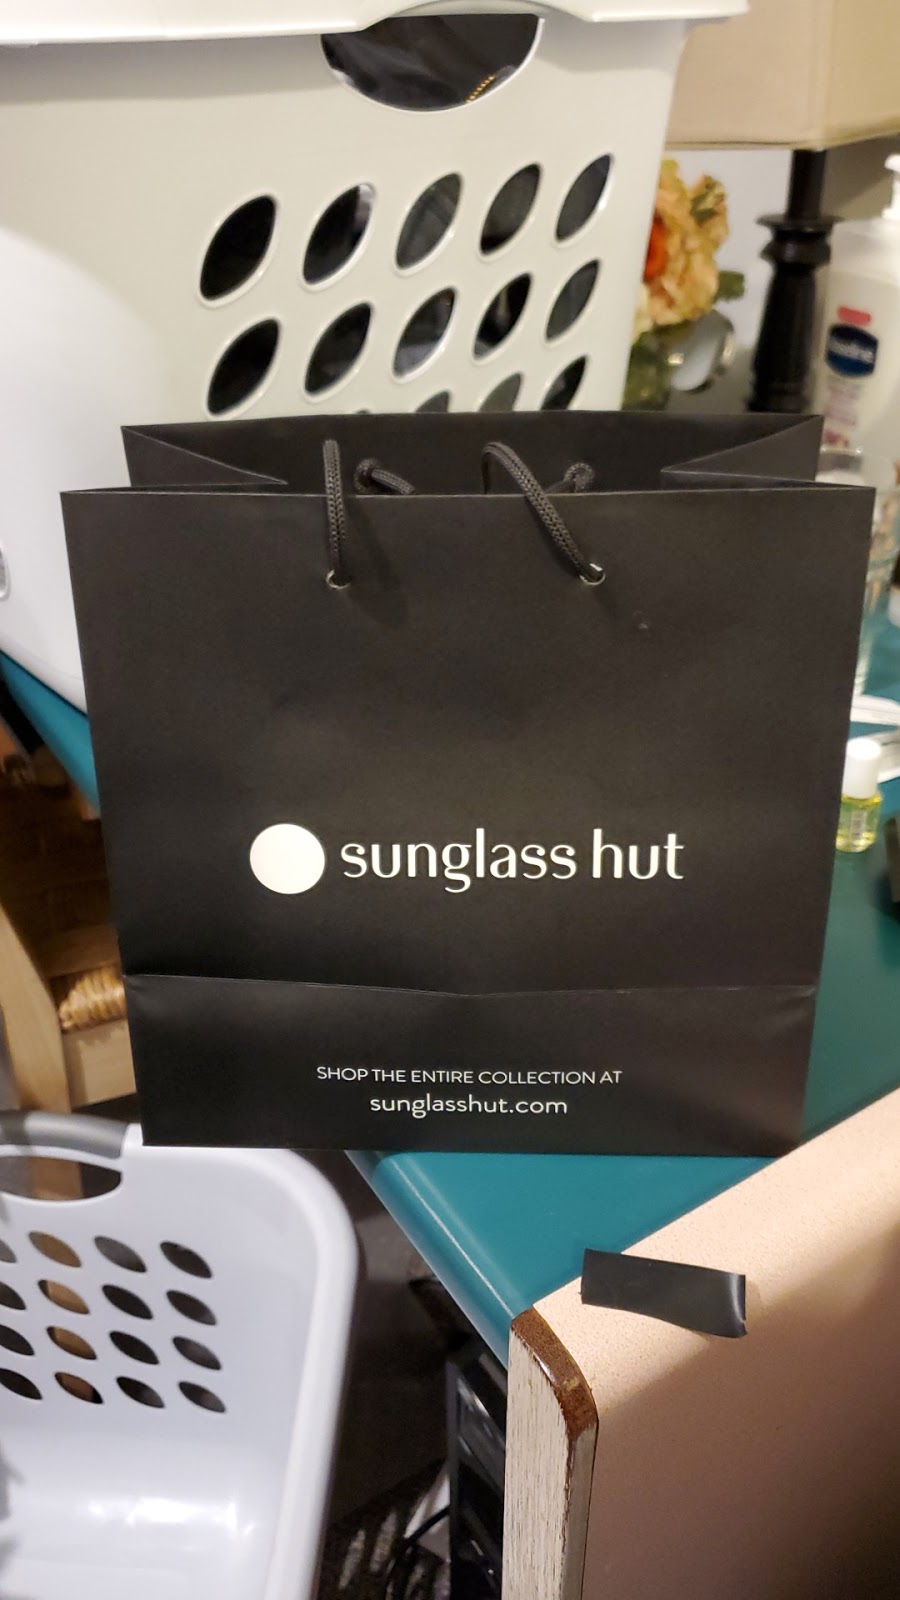 sunglass hut
SHOP THE ENTIRE COLLECTION AT
sunglasshut.com